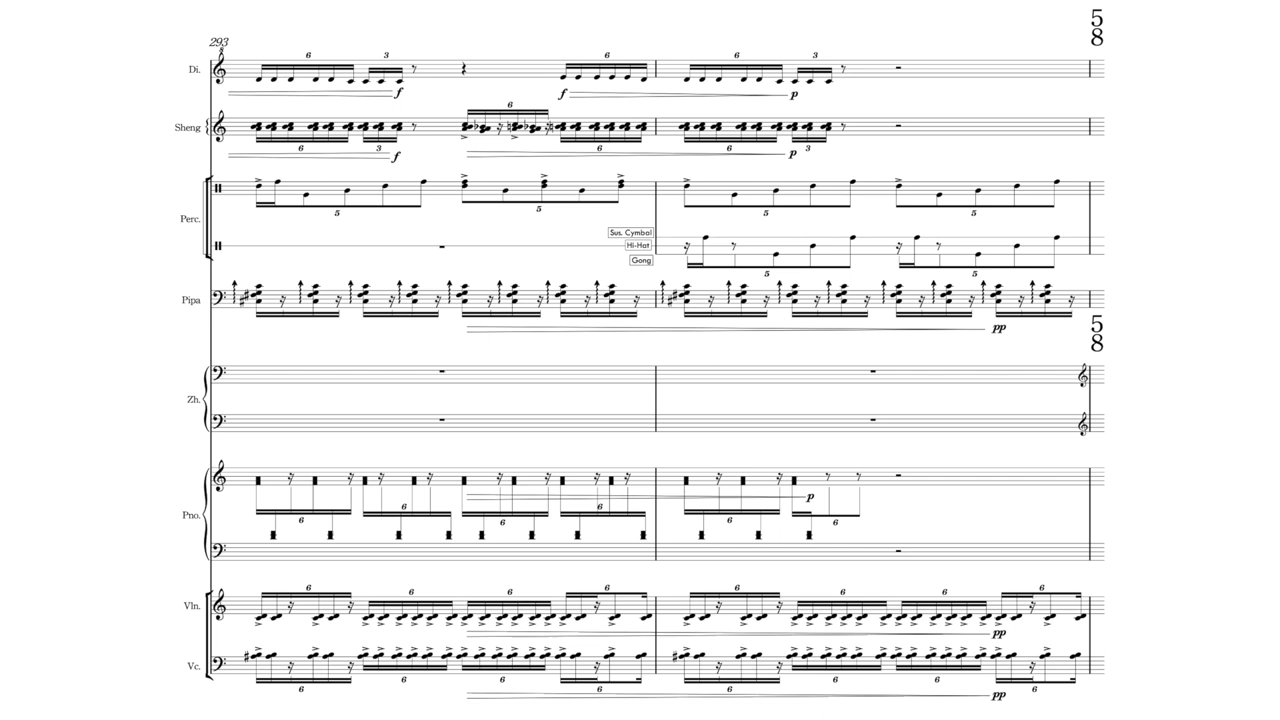 5
8
293
6 3 6 6 3
Di.
f f p
6
Sheng
6 3 6 6 3
f p
5 5 5 5
Perc.
Sus. Cymbal
Hi-Hat
Gong
5 5
Pipa
pp
5
8
Zh.
p
6 6 6 6 6 6
Pno.
6 6 6 6 6 6 6 6
Vln.
pp
Vc.
6 6 6 6 6 6 6 6
pp